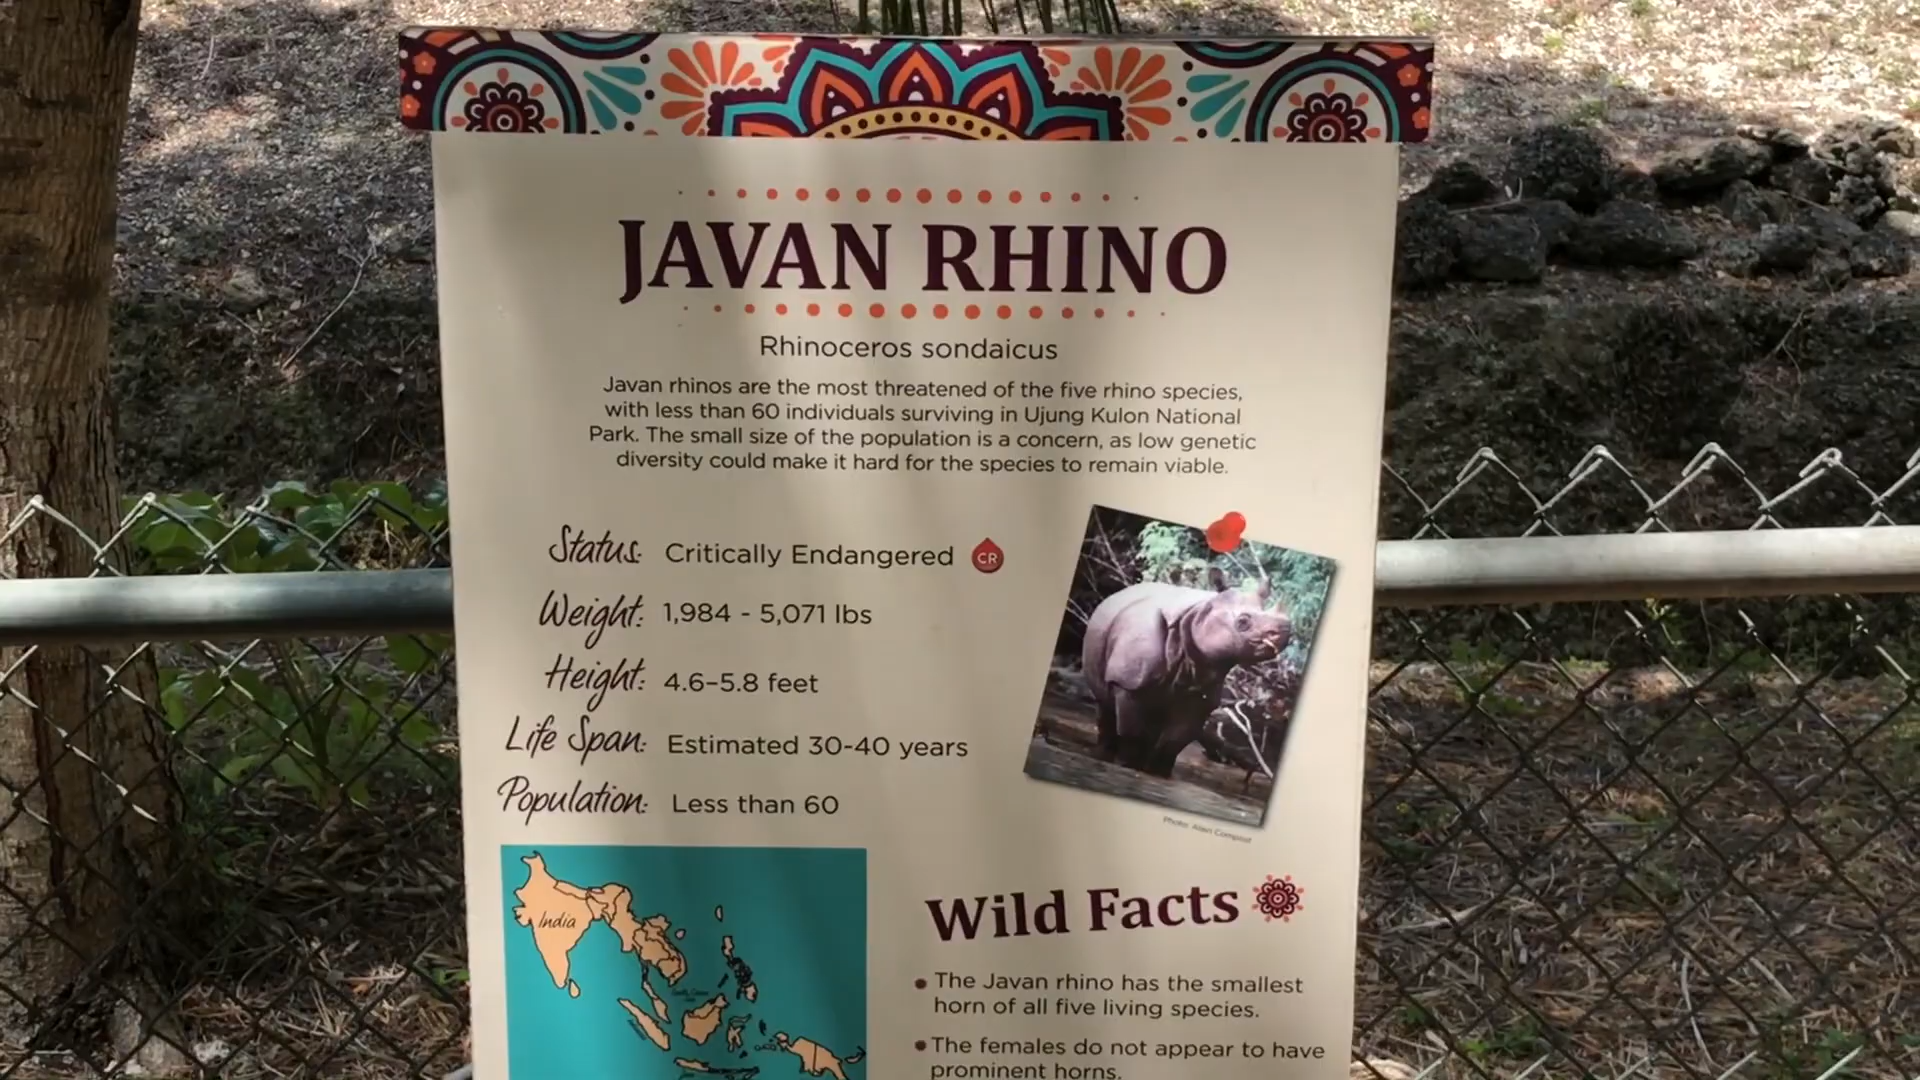 JAVAN RHINO
Rhinoceros sondaicus
Javan rhinos are the most threatened of the five rhino species,
with less than 60 individuals surviving in Ujung Kulon National
Park. The small size of the population is a concern, as low genetic
diversity could make it hard for the species to remain viable.
Status: Critically Endangered CR
Weight: 1,984 - 5,071 lbs
Height: 4.6-5.8 feet
Life Span: Estimated 30-40 years
Population: Less than 60
Photo: Alain Compost
India
Wild Facts
• The Javan rhino has the smallest
horn of all five living species.
• The females do not appear to have
prominent horns.